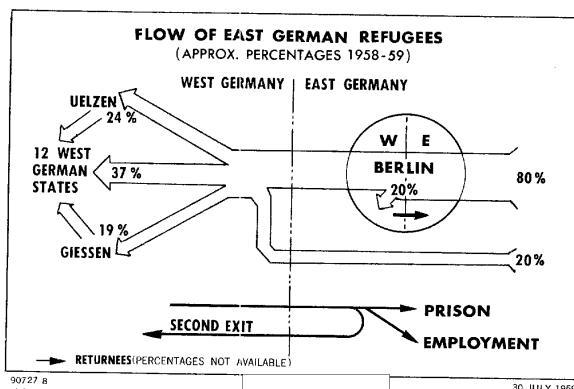 FLOW OF EAST GERMAN REFUGEES
(APPROX. PERCENTAGES 1958-59)
WEST GERMANY EAST GERMANY
UELZEN
24 %
12 WEST
GERMAN
STATES
37 %
19 %
GIESSEN
W E
BERLIN
20%
80%
20%
PRISON
SECOND EXIT
EMPLOYMENT
RETURNEES (PERCENTAGES NOT AVAILABLE)
90727 8
30 JULY